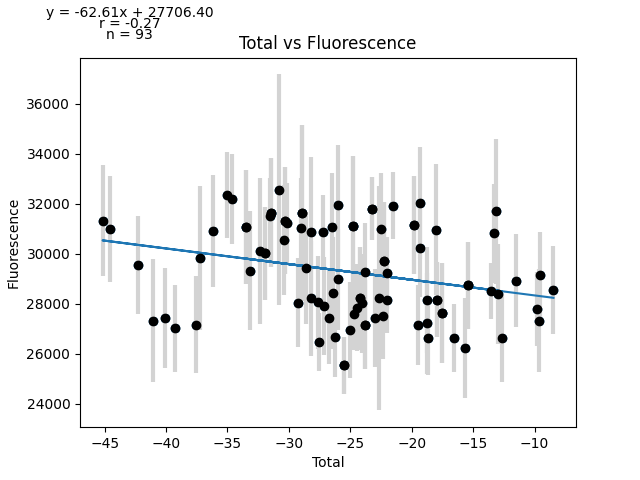 y = -62.61x + 27706.40
r = -0.27
n = 93
Total vs Fluorescence
36000
34000
32000
30000
28000
26000
24000
Fluorescence
−45 −40 −35 −30 −25 −20 −15 −10
Total